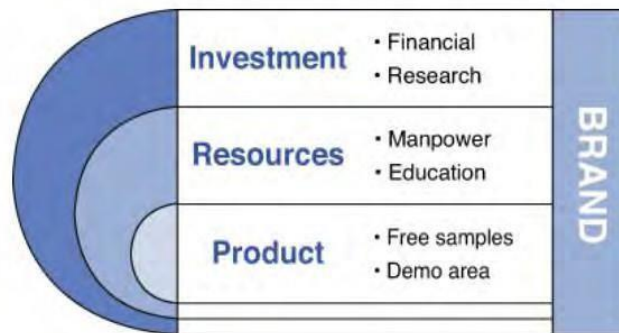 Investment
• Financial
• Research
Resources
• Manpower
• Education
Product
• Free samples
• Demo area
BRAND